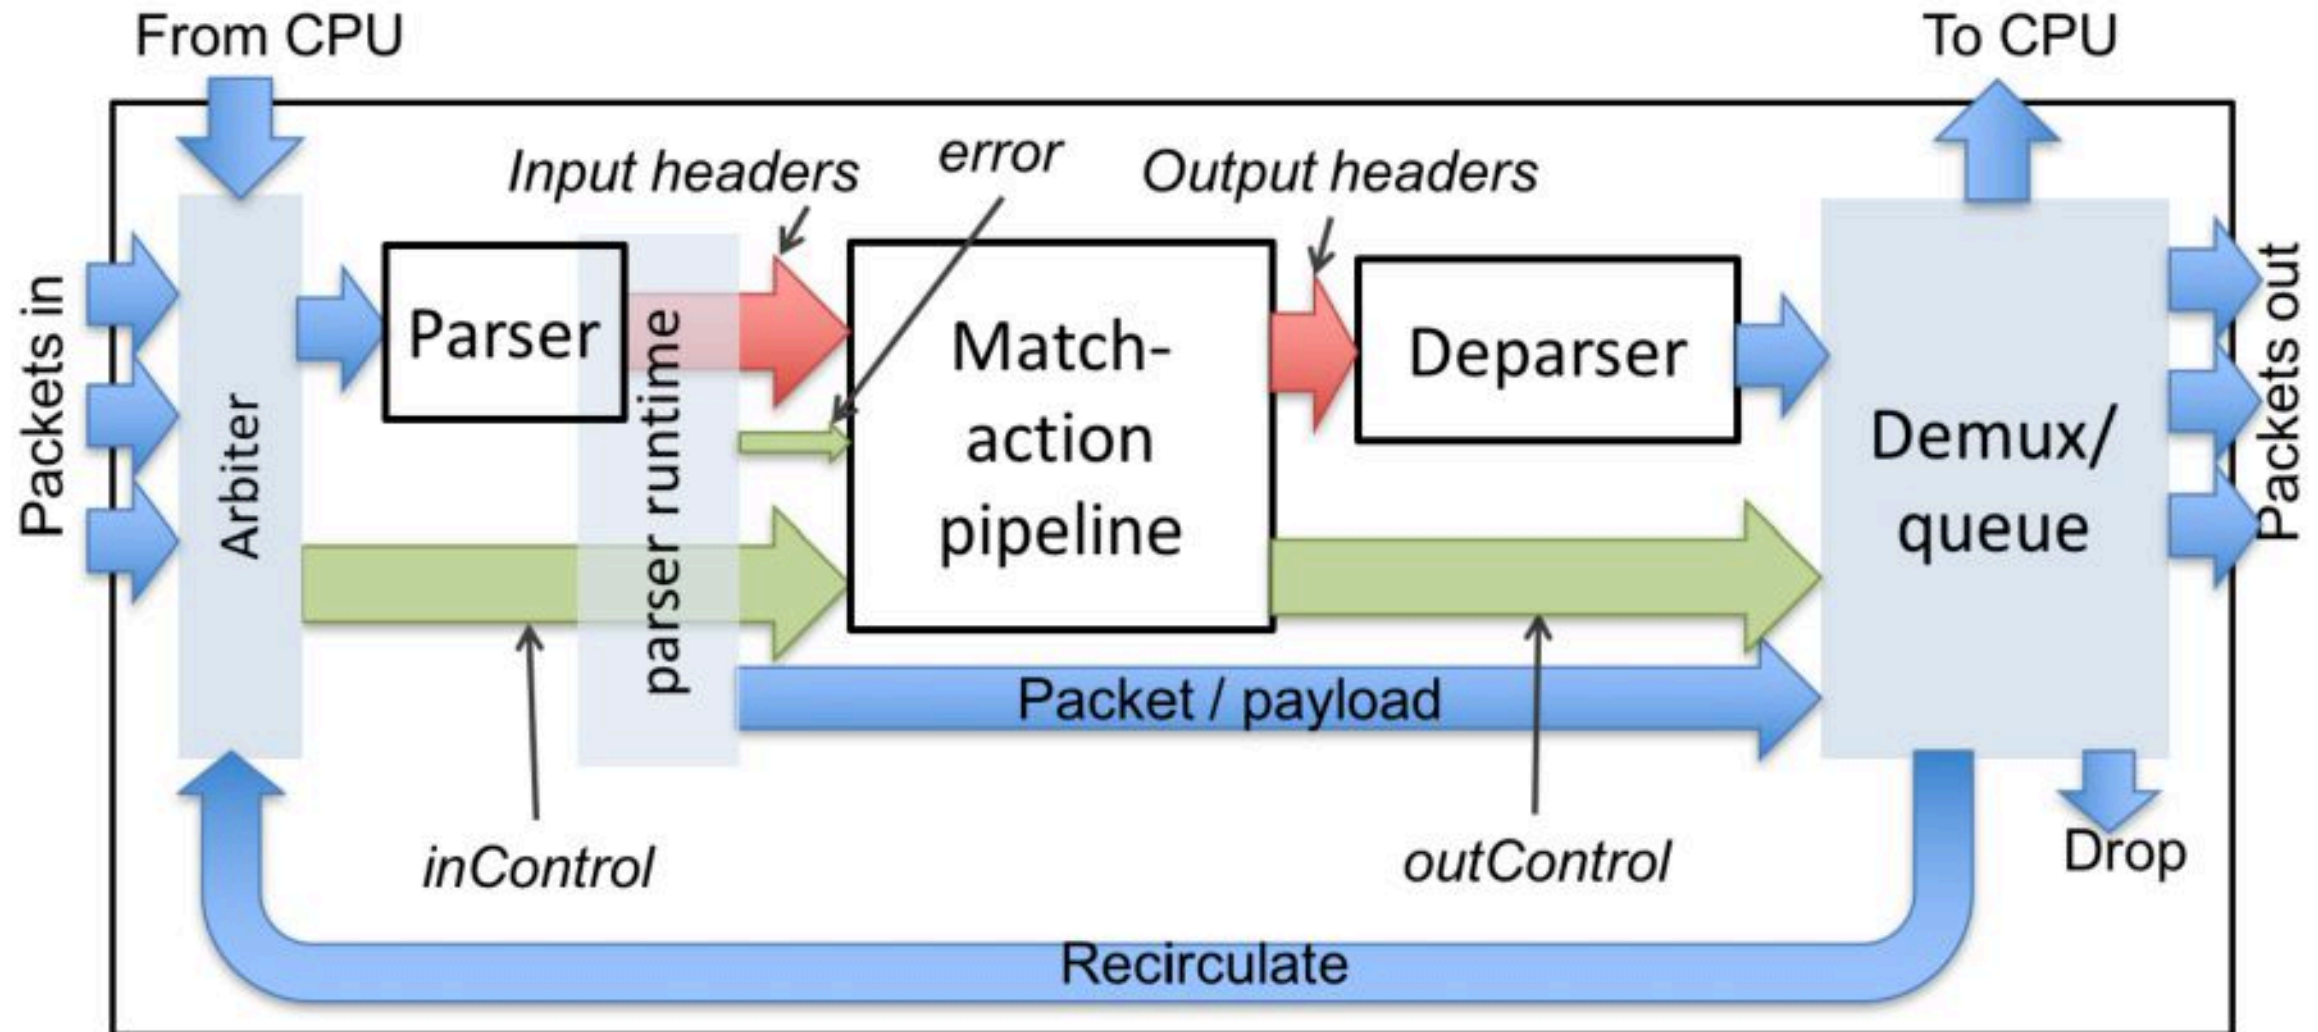 From CPU
To CPU
Input headers
error
Output headers
Packets in
Arbiter
Parser
parser runtime
Match-
action
pipeline
Deparser
Demux/
queue
Packets out
Packet / payload
inControl
outControl
Drop
Recirculate